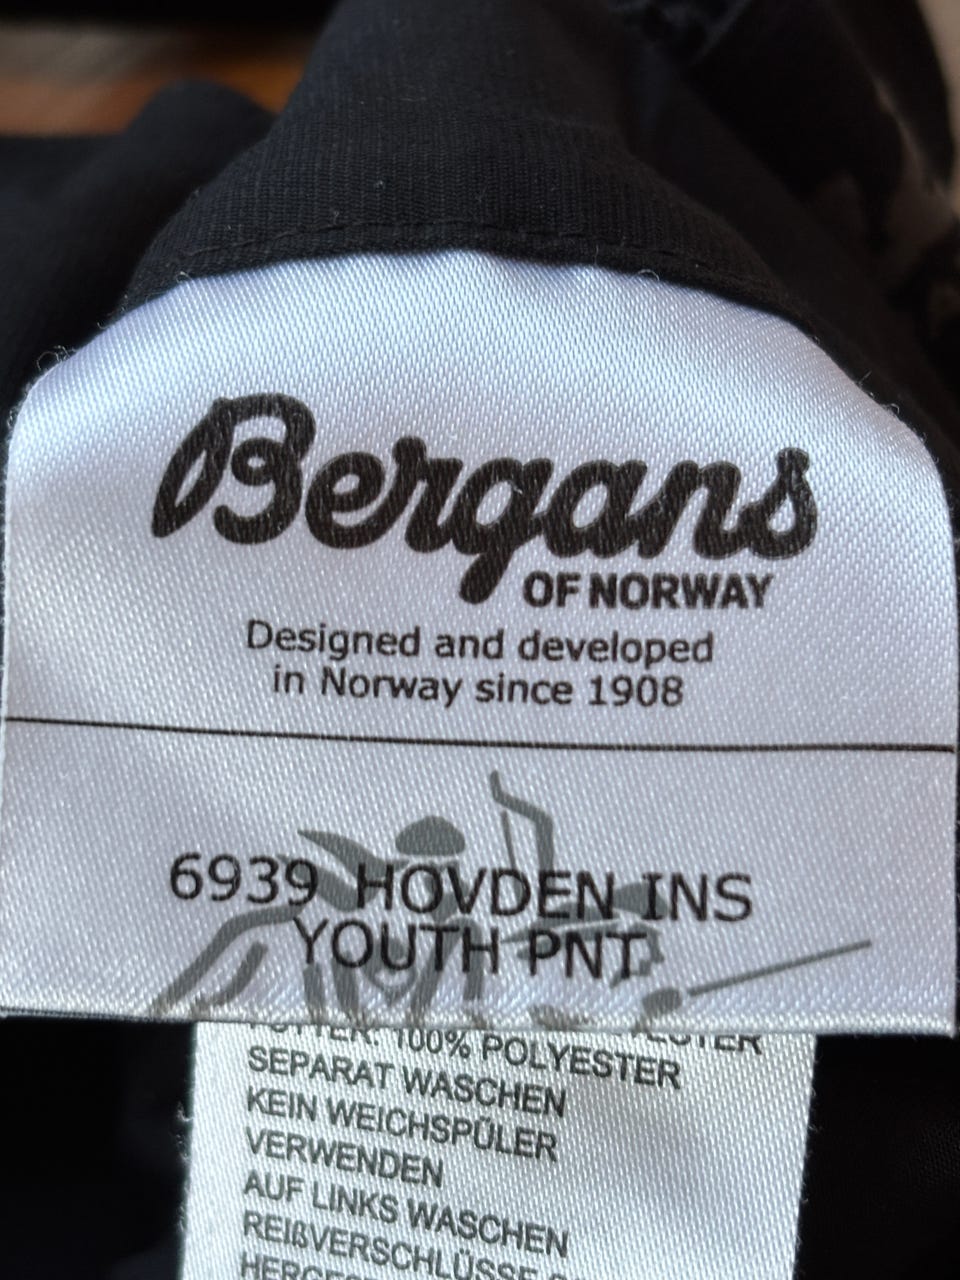 Bergans
OF NORWAY
Designed and developed
in Norway since 1908
6939 HOVDEN INS
YOUTH PNT
FUTTER: 100% POLYESTER
SEPARAT WASCHEN
KEIN WEICHSPÜLER
VERWENDEN
AUF LINKS WASCHEN
REIßVERSCHLÜSSE